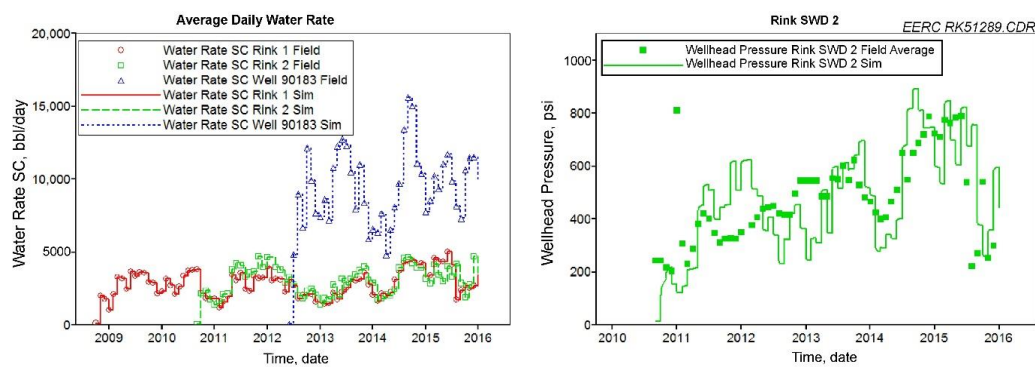 Average Daily Water Rate
20,000
15,000
10,000
5000
0
Water Rate SC, bbl/day
Water Rate SC Rink 1 Field
Water Rate SC Rink 2 Field
Water Rate SC Well 90183 Field
Water Rate SC Rink 1 Sim
Water Rate SC Rink 2 Sim
Water Rate SC Well 90183 Sim
2009 2010 2011 2012 2013 2014 2015 2016
Time, date
Rink SWD 2
EERC RK51289.CDR
1000
800
600
400
200
0
Wellhead Pressure, psi
Wellhead Pressure Rink SWD 2 Field Average
Wellhead Pressure Rink SWD 2 Sim
2010 2011 2012 2013 2014 2015 2016
Time, date